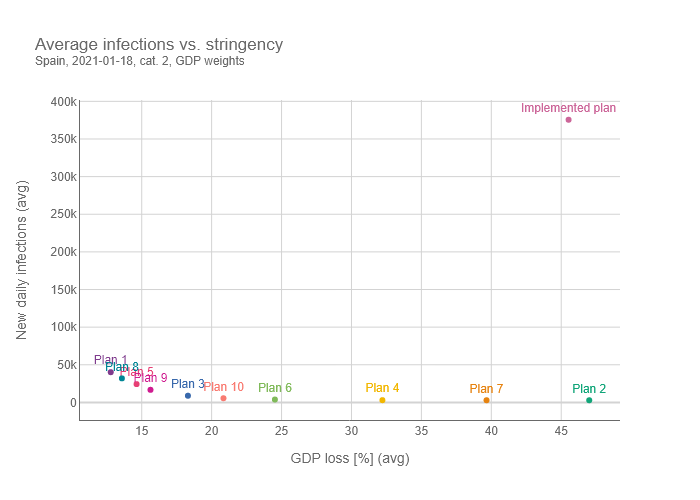 Average infections vs. stringency
Spain, 2021-01-18, cat. 2, GDP weights
400k
350k
300k
250k
200k
150k
100k
50k
0
New daily infections (avg)
Implemented plan
Plan 1
Plan 8
Plan 5
Plan 9
Plan 3
Plan 10
Plan 6
Plan 4
Plan 7
Plan 2
15
20
25
30
35
40
45
GDP loss [%] (avg)